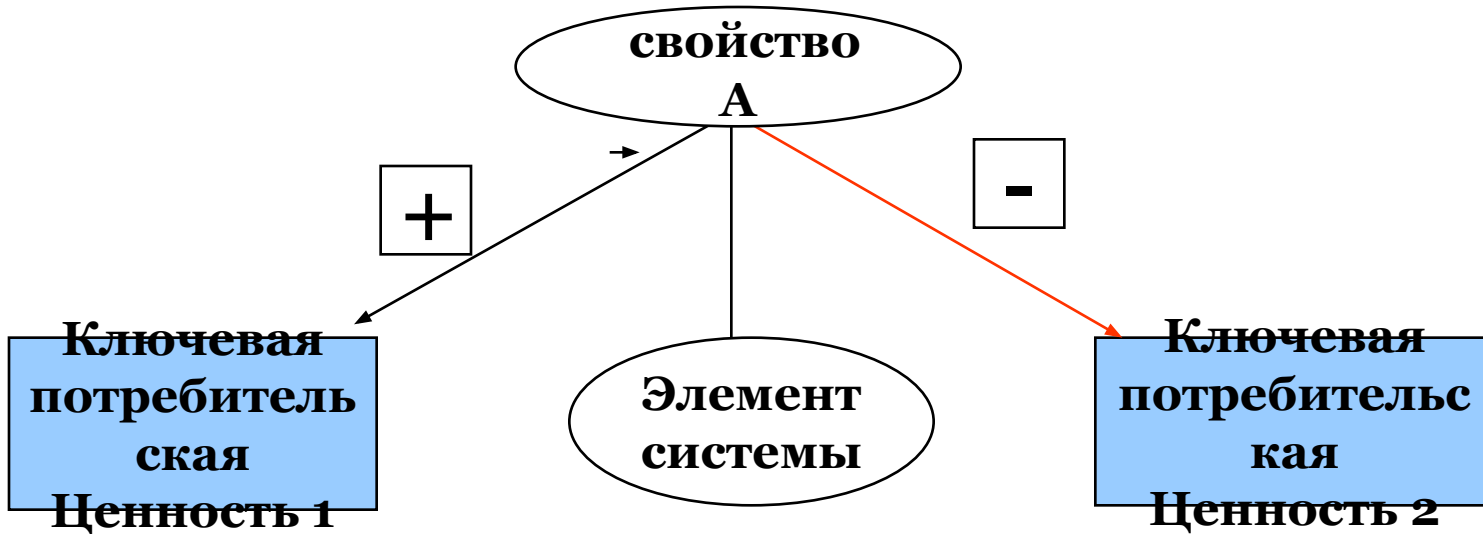 свойство
А
+
-
Ключевая
потребитель
ская
Ценность 1
Элемент
системы
Ключевая
потребительс
кая
Ценность 2